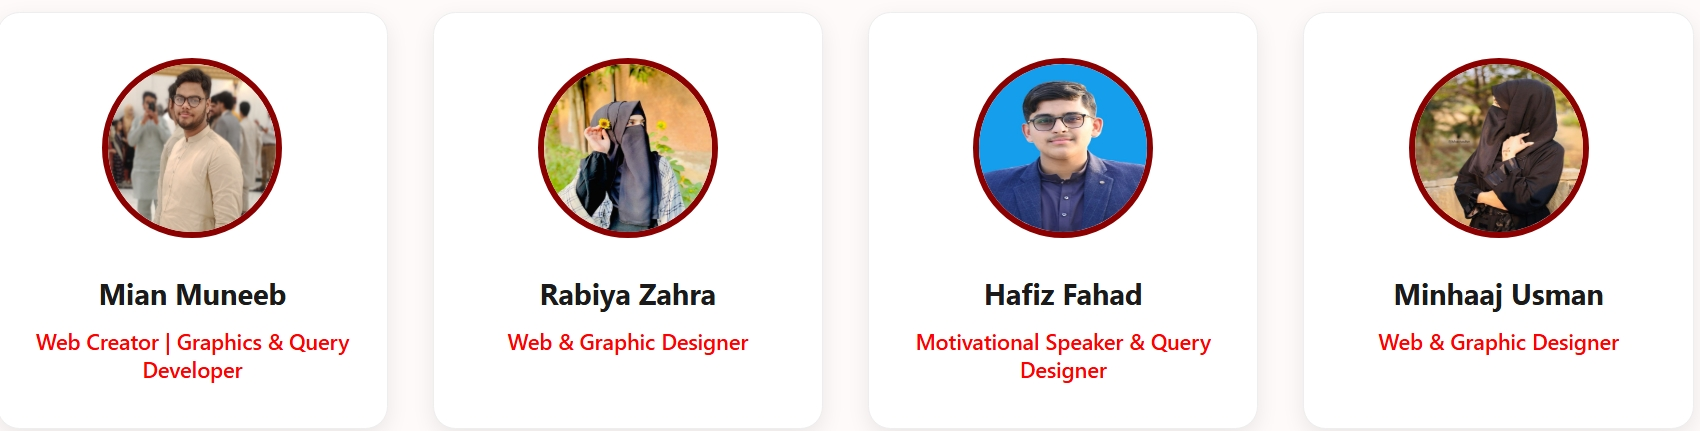 Mian Muneeb
Web Creator | Graphics & Query
Developer
Rabiya Zahra
Web & Graphic Designer
Hafiz Fahad
Motivational Speaker & Query
Designer
Minhaaj Usman
Web & Graphic Designer